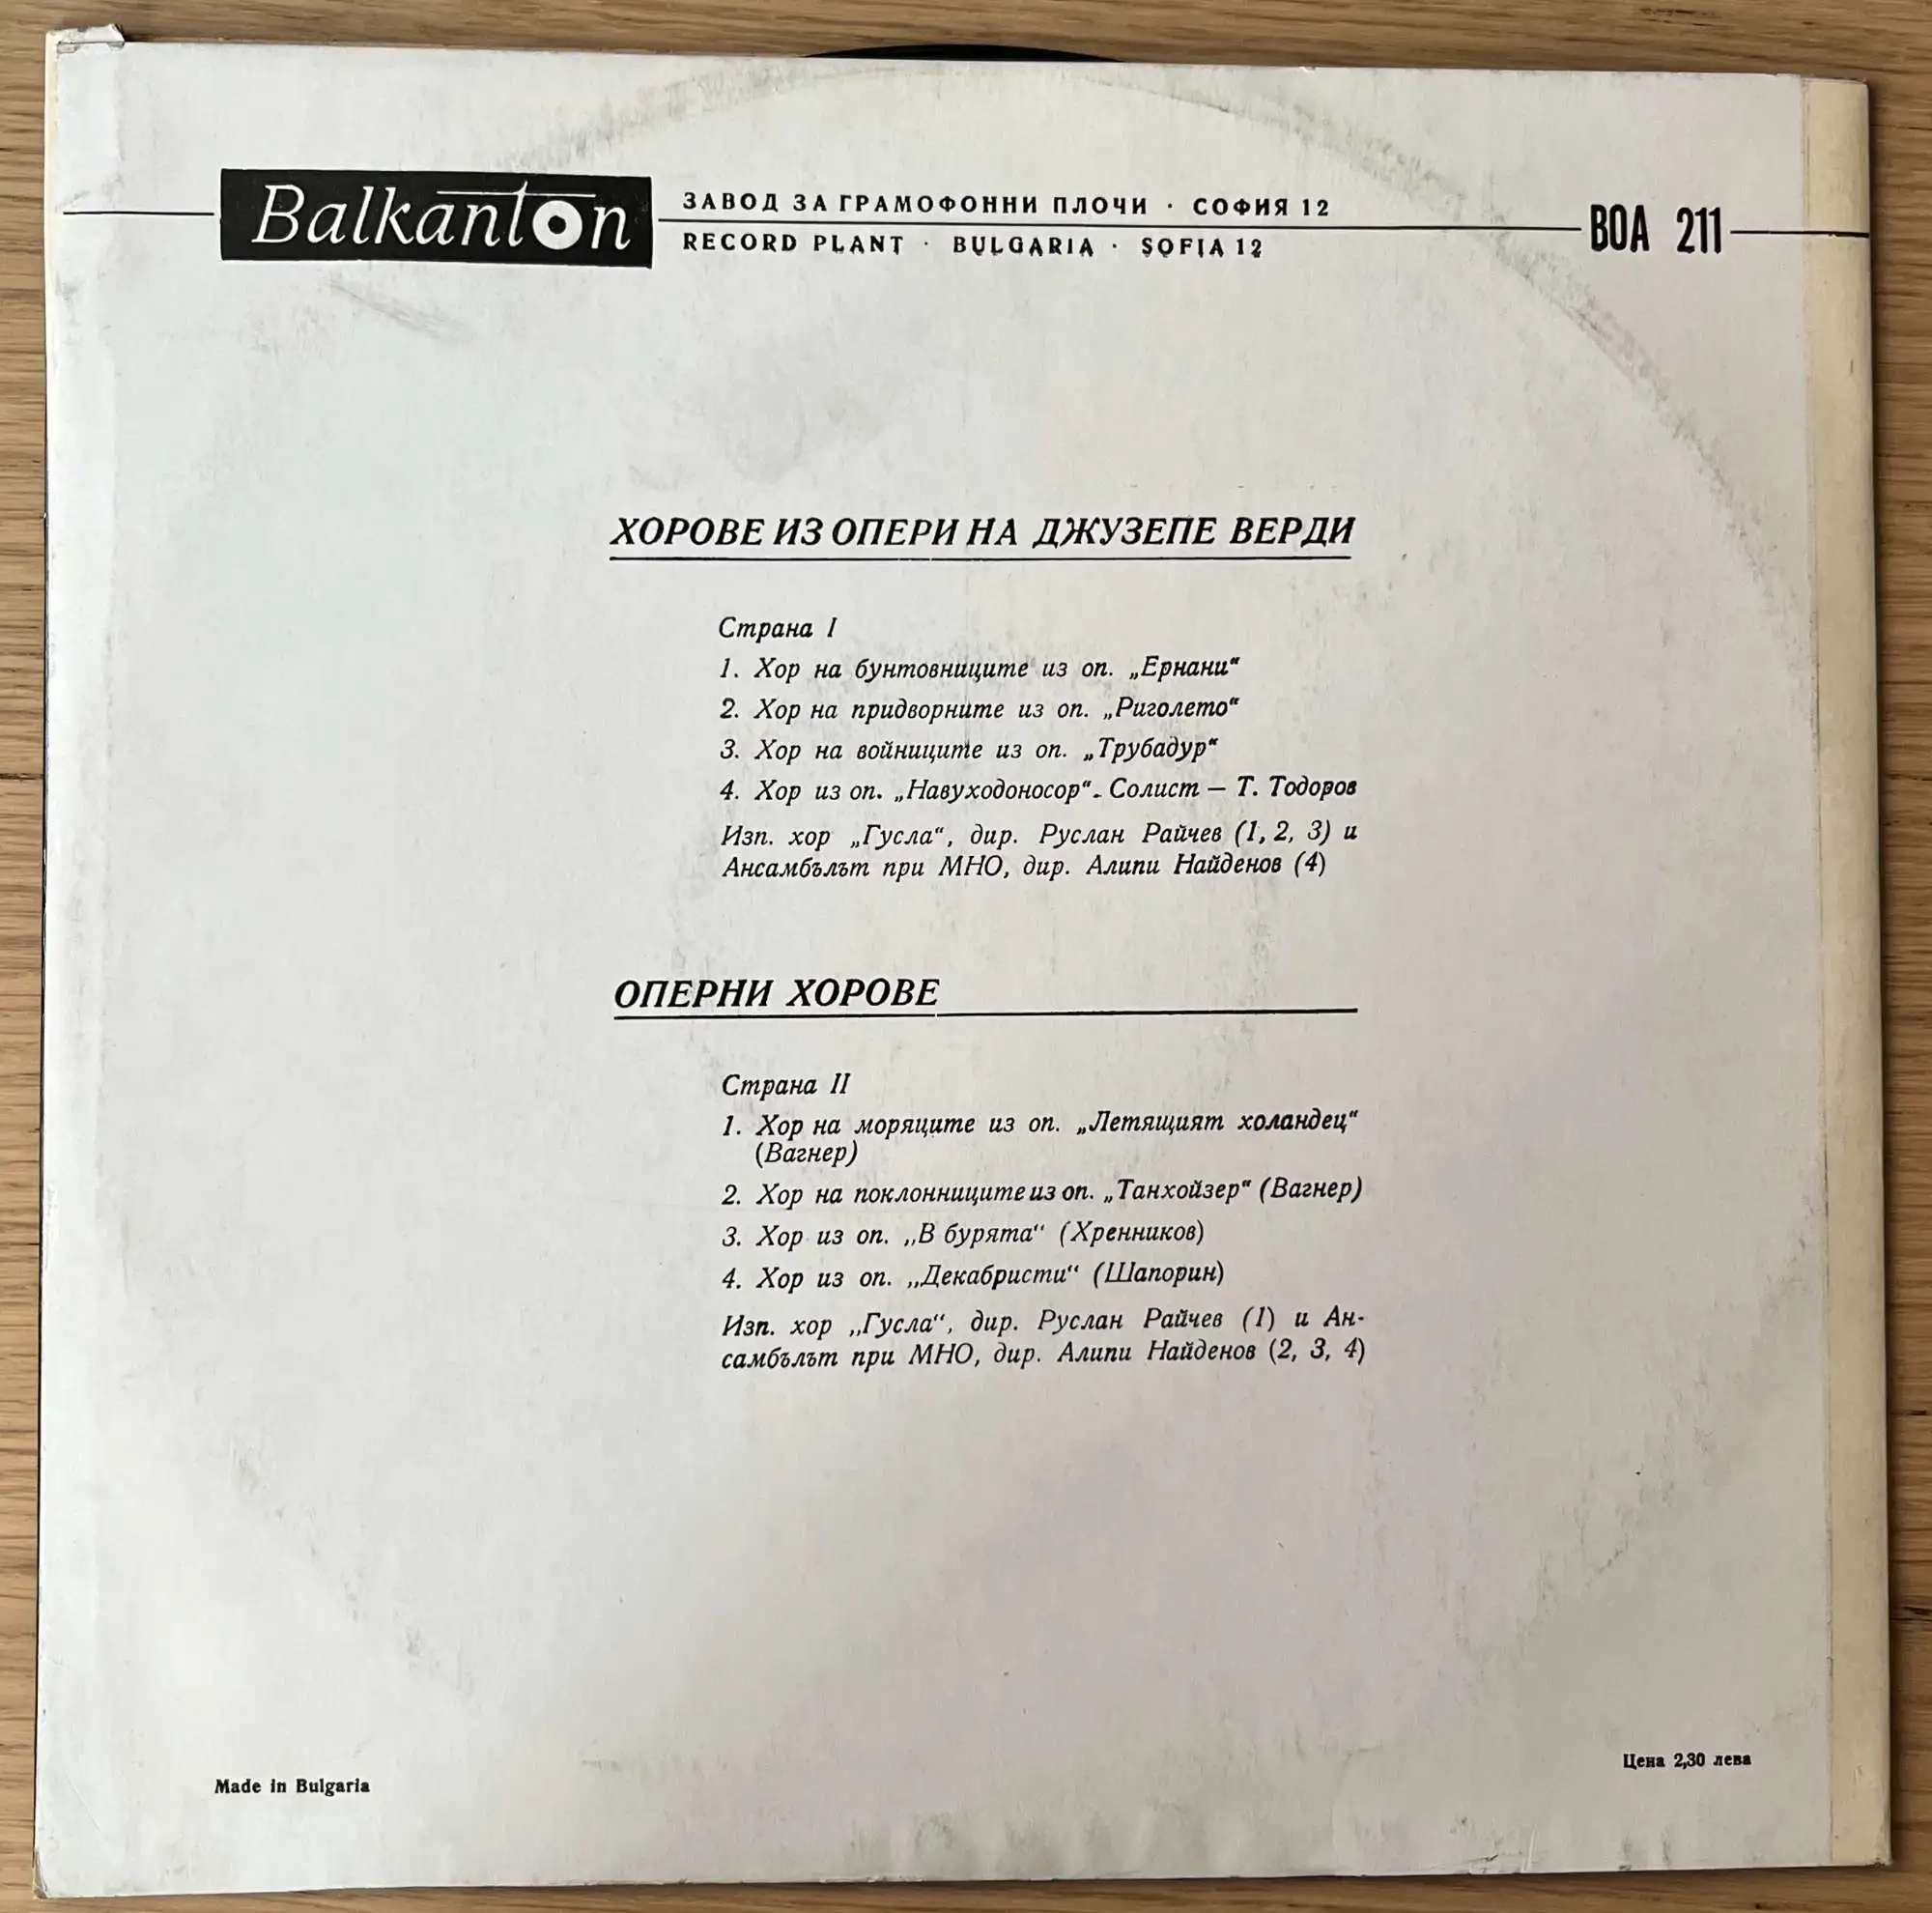 Balkanton
ЗАВОД ЗА ГРАМОФОННИ ПЛОЧИ · СОФИЯ 12
RECORD PLANT · BULGARIA · SOFIA 12
ВОА 211
ХОРОВЕ ИЗ ОПЕРИ НА ДЖУЗЕПЕ ВЕРДИ
Страна I
1. Хор на бунтовниците из оп. „Ернани“
2. Хор на придворните из оп. „Риголето“
3. Хор на войниците из оп. „Трубадур“
4. Хор из оп. „Навуходоносор“. Солист — Т. Тодоров
Изп. хор „Гусла“, дир. Руслан Райчев (1, 2, 3) и
Ансамбълът при МНО, дир. Алипи Найденов (4)
ОПЕРНИ ХОРОВЕ
Страна II
1. Хор на моряците из оп. „Летящият холандец“
(Вагнер)
2. Хор на поклонниците из оп. „Танхойзер“ (Вагнер)
3. Хор из оп. „В бурята“ (Хренников)
4. Хор из оп. „Декабристи“ (Шапорин)
Изп. хор „Гусла“, дир. Руслан Райчев (1) и Ан-
самбълът при МНО, дир. Алипи Найденов (2, 3, 4)
Цена 2,30 лева
Made in Bulgaria